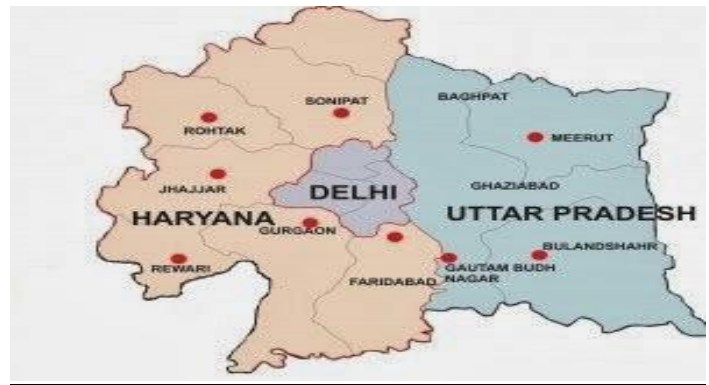 BAGHPAT
SONIPAT
ROHTAK
MEERUT
JHAJJAR
DELHI
GHAZIABAD
HARYANA
UTTAR PRADESH
GURGAON
BULANDSHAHR
REWARI
FARIDABAD
GAUTAM BUDH
NAGAR